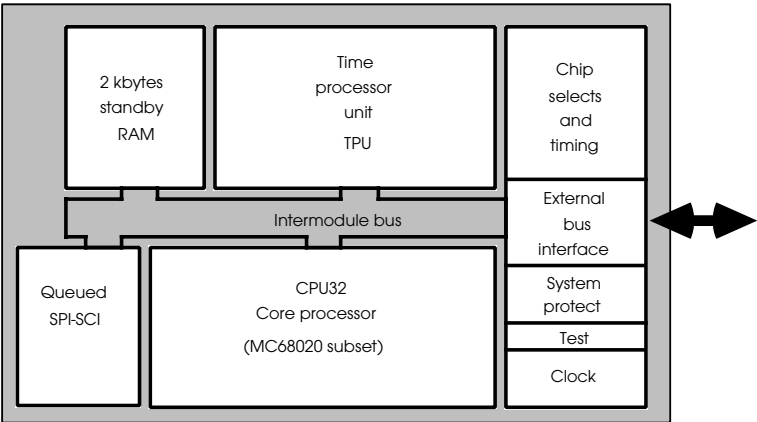 2 kbytes
standby
RAM
Time
processor
unit
TPU
Chip
selects
and
timing
Intermodule bus
External
bus
interface
Queued
SPI-SCI
CPU32
Core processor
(MC68020 subset)
System
protect
Test
Clock